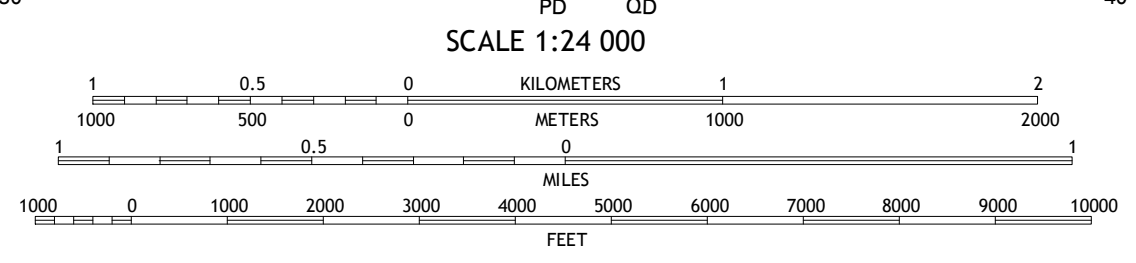 PD QD
SCALE 1:24 000
1 0.5 0 KILOMETERS 1 2
1000 500 0 METERS 1000 2000
1 0.5 0 1
MILES
1000 0 1000 2000 3000 4000 5000 6000 7000 8000 9000 10000
FEET